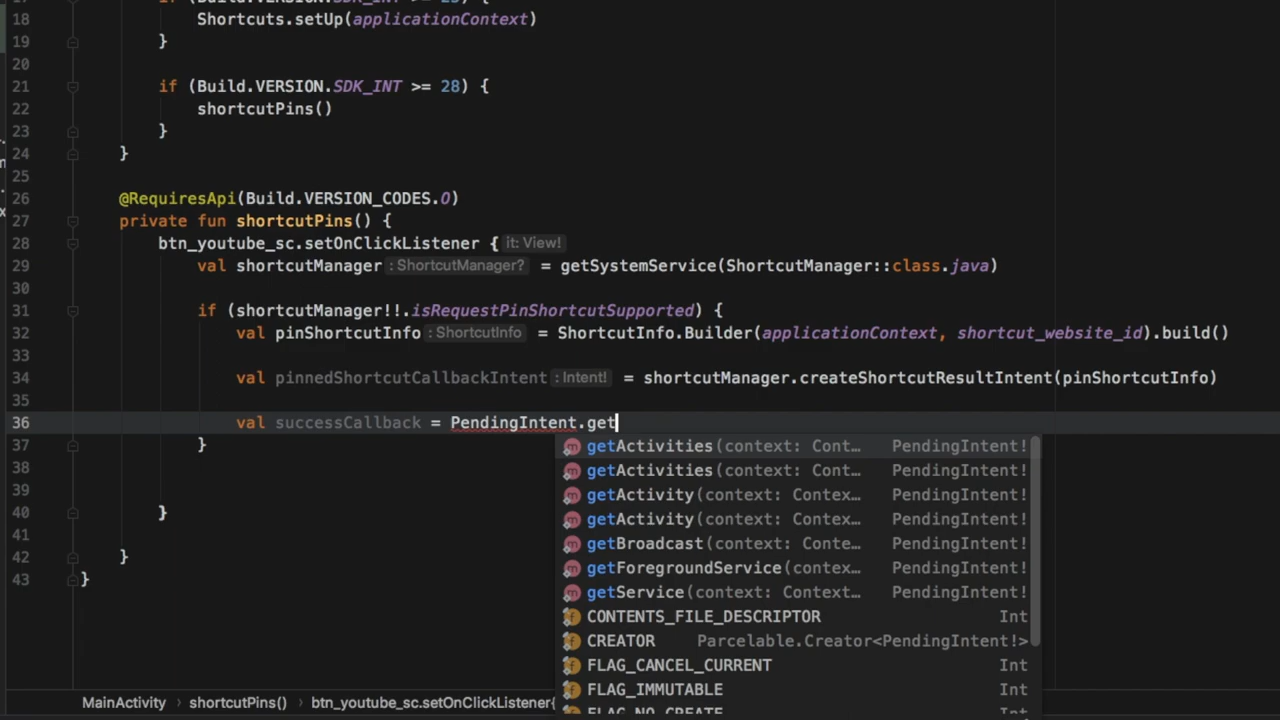 18 Shortcuts.setUp(applicationContext)
19 }
20
21 if (Build.VERSION.SDK_INT >= 28) {
22 shortcutPins()
23 }
24 }
25
26 @RequiresApi(Build.VERSION_CODES.O)
27 private fun shortcutPins() {
28 btn_youtube_sc.setOnClickListener { it: View!
29 val shortcutManager : ShortcutManager? = getSystemService(ShortcutManager::class.java)
30
31 if (shortcutManager!!.isRequestPinShortcutSupported) {
32 val pinShortcutInfo : ShortcutInfo = ShortcutInfo.Builder(applicationContext, shortcut_website_id).build()
33
34 val pinnedShortcutCallbackIntent : Intent! = shortcutManager.createShortcutResultIntent(pinShortcutInfo)
35
36 val successCallback = PendingIntent.get
37 }
38
39
40 }
41
42 }
43 }
getActivities(context: Cont… PendingIntent!
getActivities(context: Cont… PendingIntent!
getActivity(context: Contex… PendingIntent!
getActivity(context: Contex… PendingIntent!
getBroadcast(context: Conte… PendingIntent!
getForegroundService(contex… PendingIntent!
getService(context: Context… PendingIntent!
CONTENTS_FILE_DESCRIPTOR Int
CREATOR Parcelable.Creator<PendingIntent!>
FLAG_CANCEL_CURRENT Int
FLAG_IMMUTABLE Int
FLAG_NO_CREATE Int
MainActivity › shortcutPins() › btn_youtube_sc.setOnClickListener{